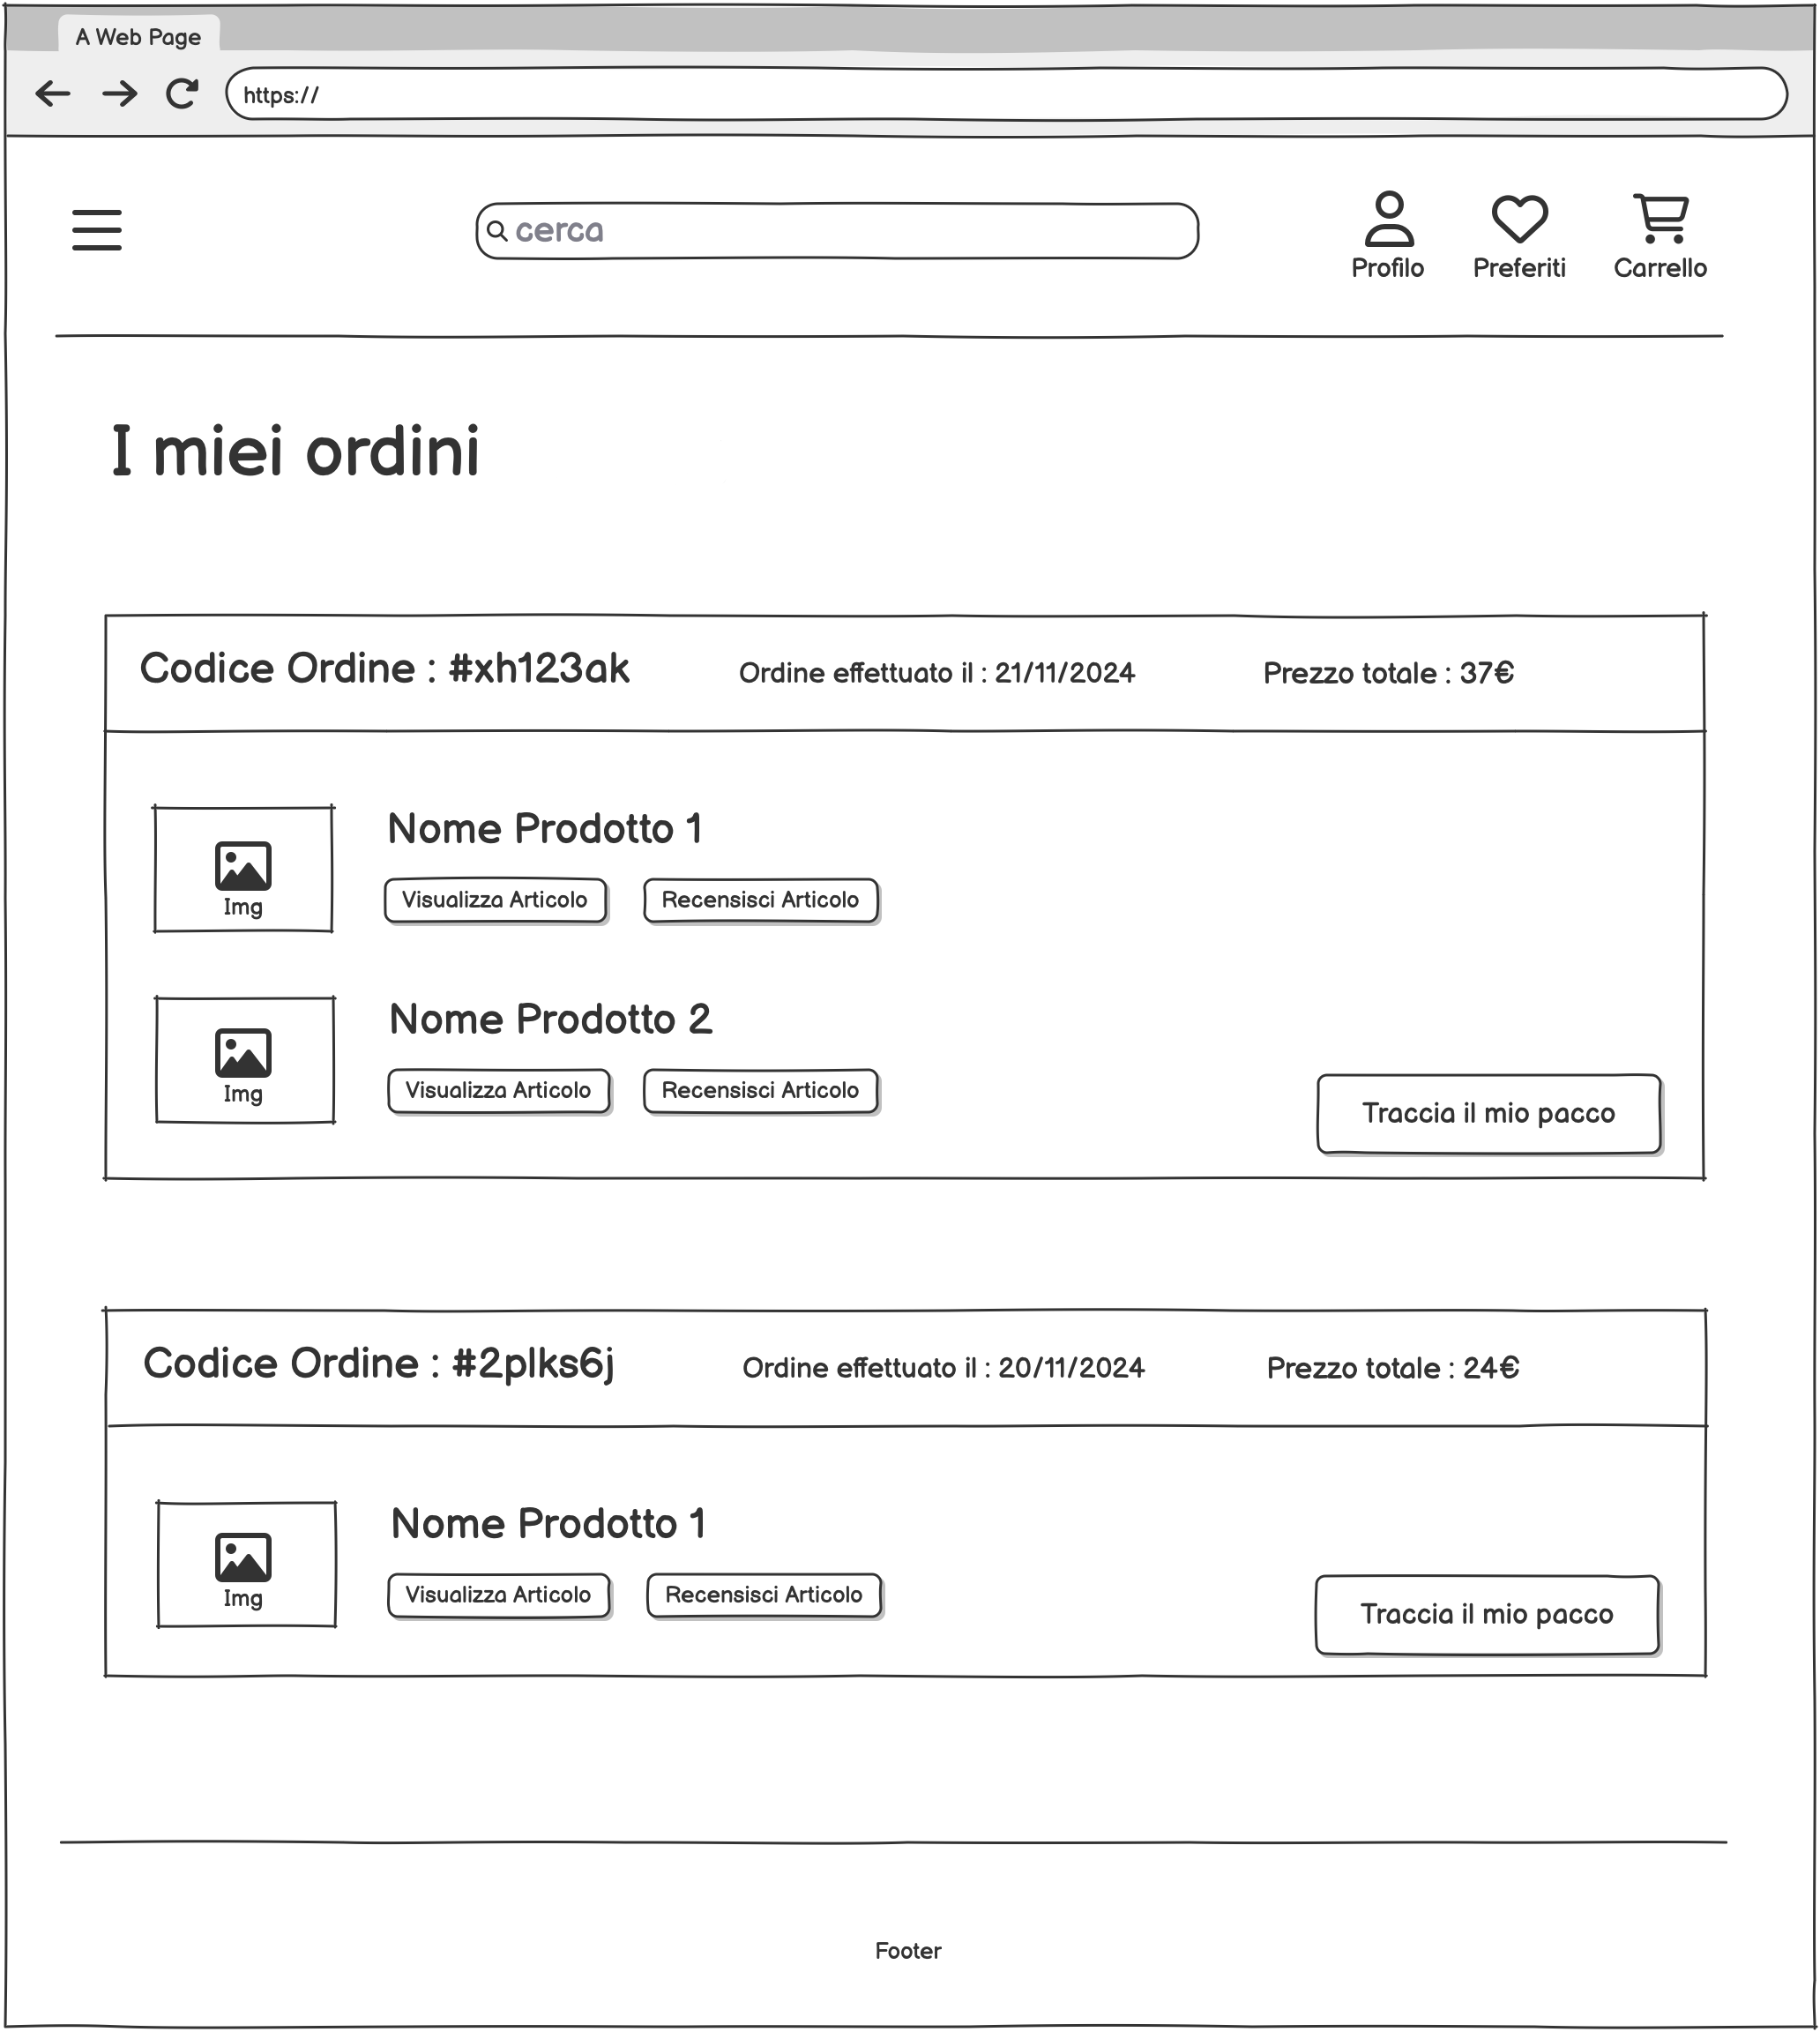 A Web Page
https://
cerca
Profilo Preferiti Carrello
I miei ordini
Codice Ordine : #xh123ak Ordine effettuato il : 21/11/2024 Prezzo totale : 37€
Nome Prodotto 1
Img
Visualizza Articolo Recensisci Articolo
Nome Prodotto 2
Img
Visualizza Articolo Recensisci Articolo
Traccia il mio pacco
Codice Ordine : #2plks6j Ordine effettuato il : 20/11/2024 Prezzo totale : 24€
Nome Prodotto 1
Img
Visualizza Articolo Recensisci Articolo
Traccia il mio pacco
Footer